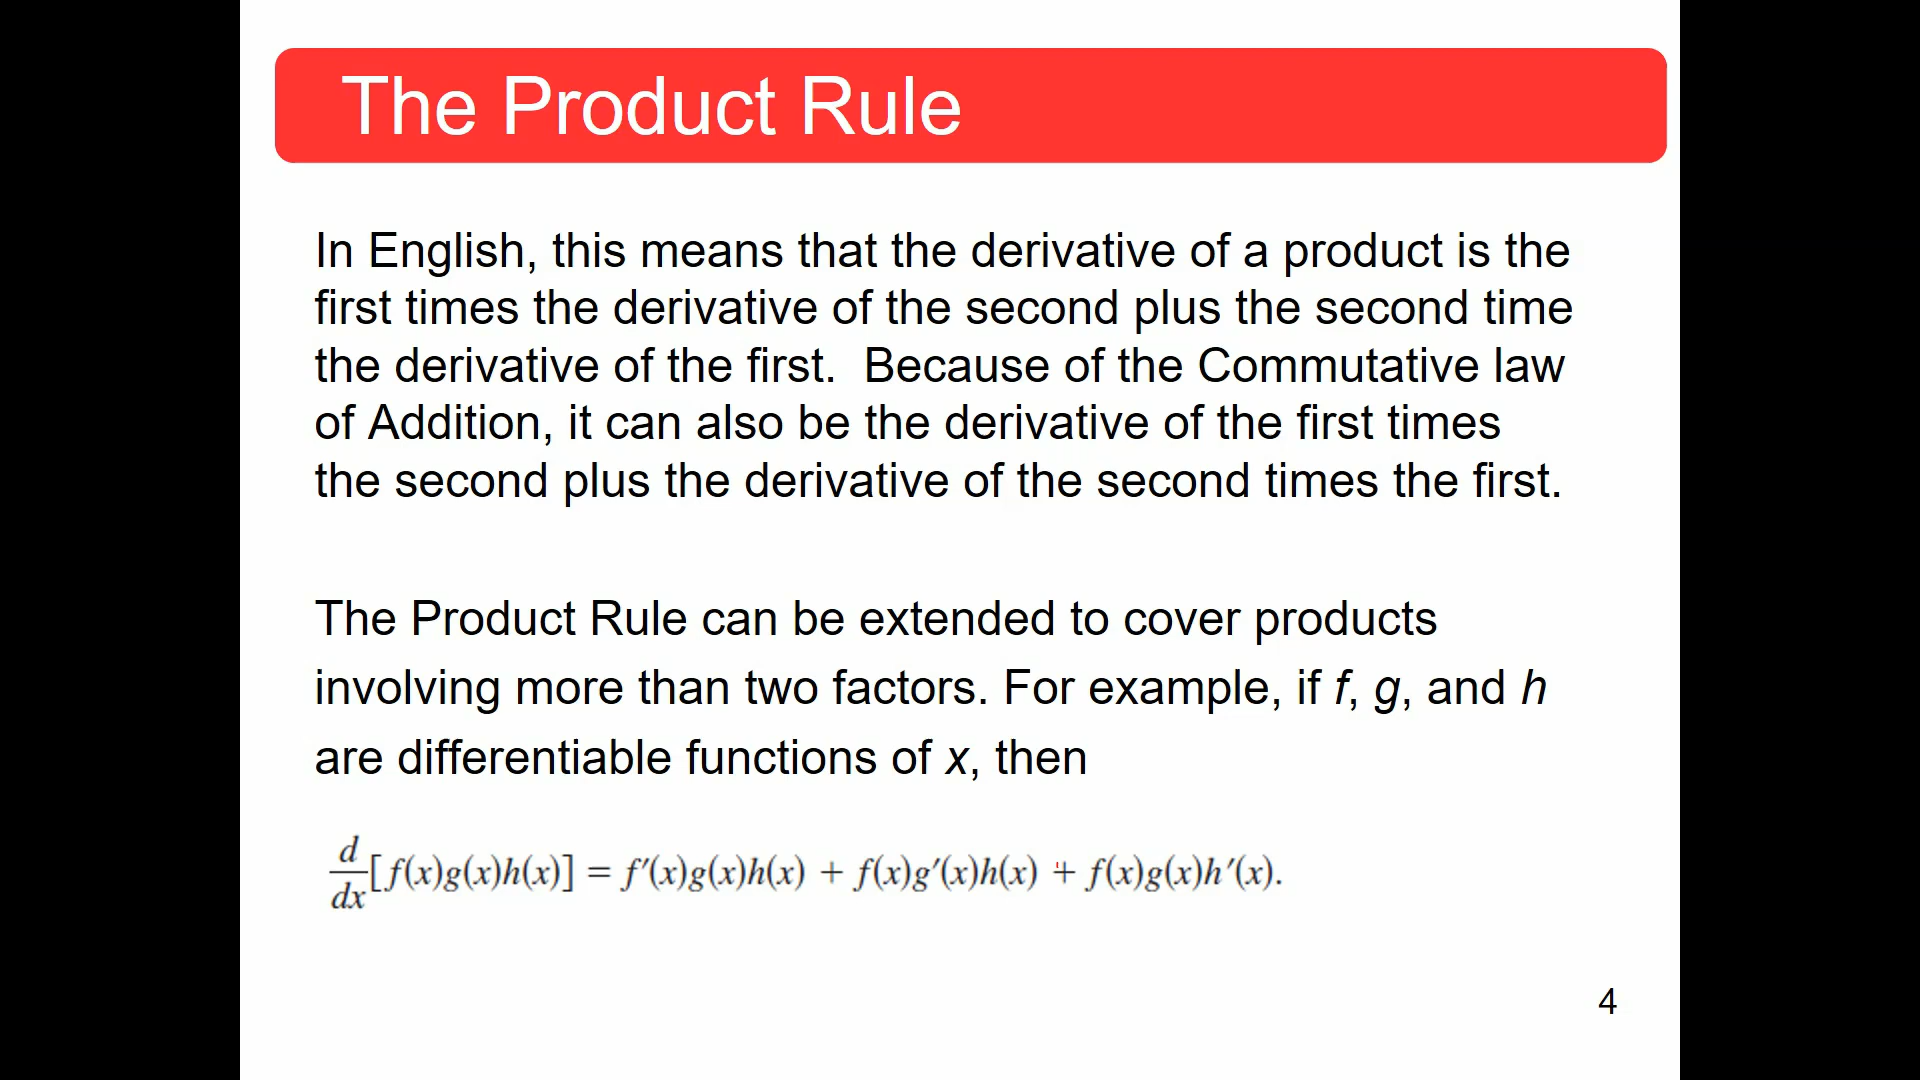 The Product Rule
In English, this means that the derivative of a product is the
first times the derivative of the second plus the second time
the derivative of the first.  Because of the Commutative law
of Addition, it can also be the derivative of the first times
the second plus the derivative of the second times the first.
The Product Rule can be extended to cover products
involving more than two factors. For example, if f, g, and h
are differentiable functions of x, then
d/dx [f(x)g(x)h(x)] = f′(x)g(x)h(x) + f(x)g′(x)h(x) + f(x)g(x)h′(x).
4